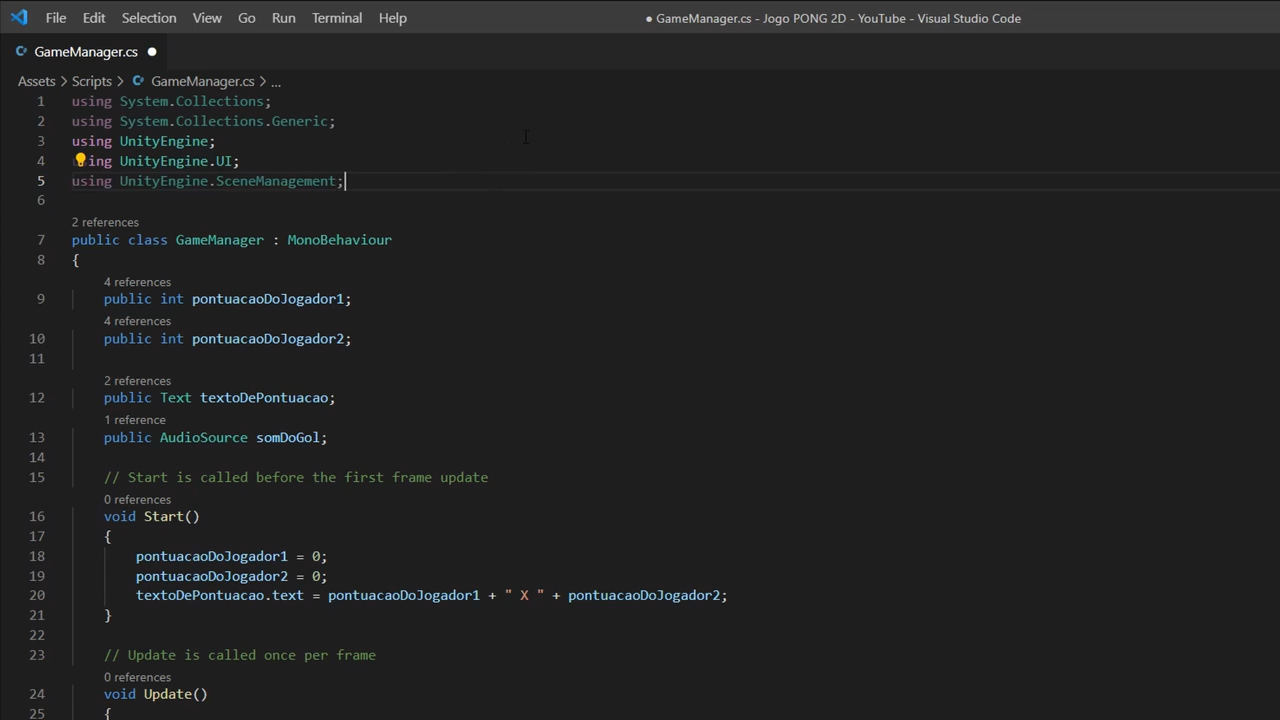 File Edit Selection View Go Run Terminal Help ● GameManager.cs - Jogo PONG 2D - YouTube - Visual Studio Code
GameManager.cs ●
Assets > Scripts > GameManager.cs > ...
1 using System.Collections;
2 using System.Collections.Generic;
3 using UnityEngine;
4 using UnityEngine.UI;
5 using UnityEngine.SceneManagement;
6
2 references
7 public class GameManager : MonoBehaviour
8 {
4 references
9 public int pontuacaoDoJogador1;
4 references
10 public int pontuacaoDoJogador2;
11
2 references
12 public Text textoDePontuacao;
1 reference
13 public AudioSource somDoGol;
14
15 // Start is called before the first frame update
0 references
16 void Start()
17 {
18 pontuacaoDoJogador1 = 0;
19 pontuacaoDoJogador2 = 0;
20 textoDePontuacao.text = pontuacaoDoJogador1 + " X " + pontuacaoDoJogador2;
21 }
22
23 // Update is called once per frame
0 references
24 void Update()
25 {